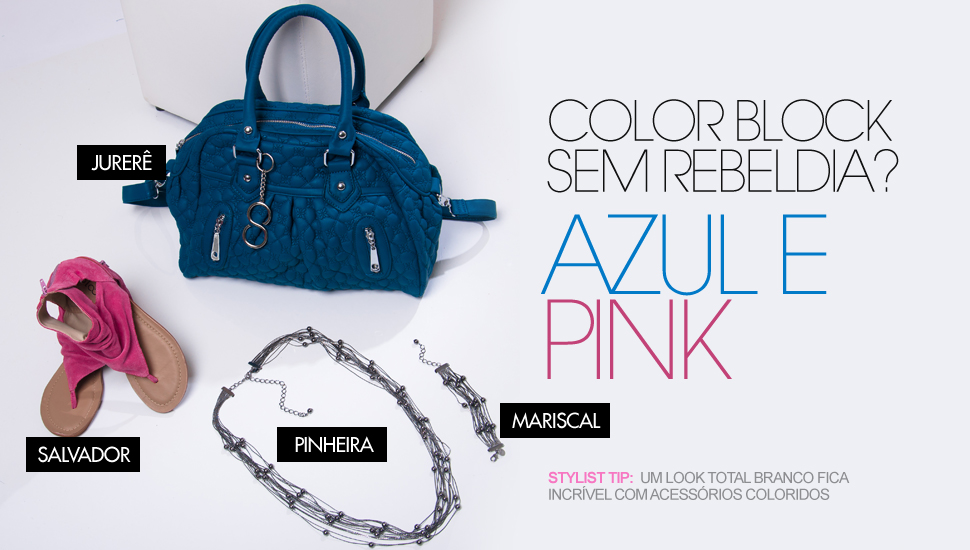 JURERÊ
SALVADOR
PINHEIRA
MARISCAL
COLOR BLOCK
SEM REBELDIA?
AZUL E
PINK
STYLIST TIP: UM LOOK TOTAL BRANCO FICA
INCRÍVEL COM ACESSÓRIOS COLORIDOS